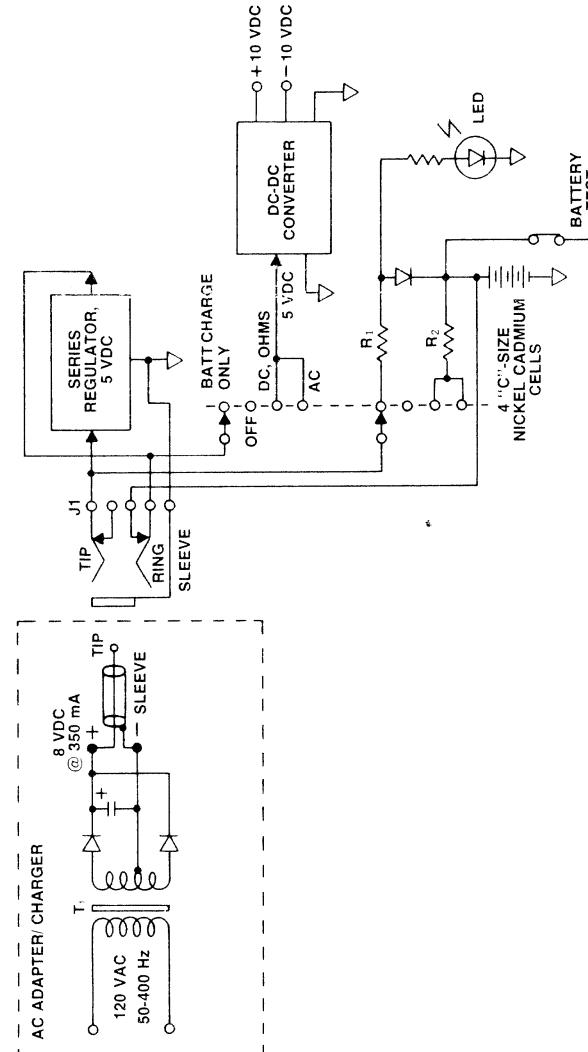 AC ADAPTER/ CHARGER
T1
120 VAC
50-400 Hz
8 VDC
@ 350 mA
+
+
TIP
SLEEVE
–
J1
TIP
RING
SLEEVE
SERIES
REGULATOR,
5 VDC
BATT CHARGE
ONLY
OFF
DC, OHMS
AC
5 VDC
DC-DC
CONVERTER
+ 10 VDC
– 10 VDC
R1
R2
LED
4 "C"-SIZE
NICKEL CADMIUM
CELLS
BATTERY
TEST